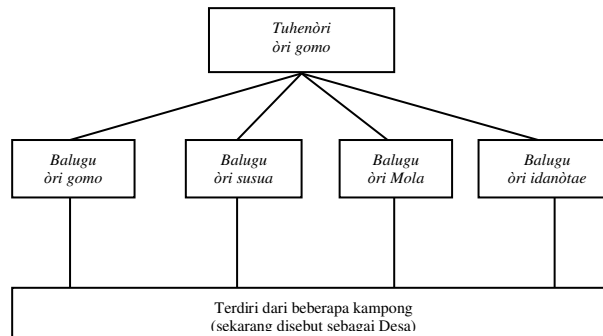 Tuhenòri
òri gomo
Balugu
òri gomo
Balugu
òri susua
Balugu
òri Mola
Balugu
òri idanòtae
Terdiri dari beberapa kampong
(sekarang disebut sebagai Desa)